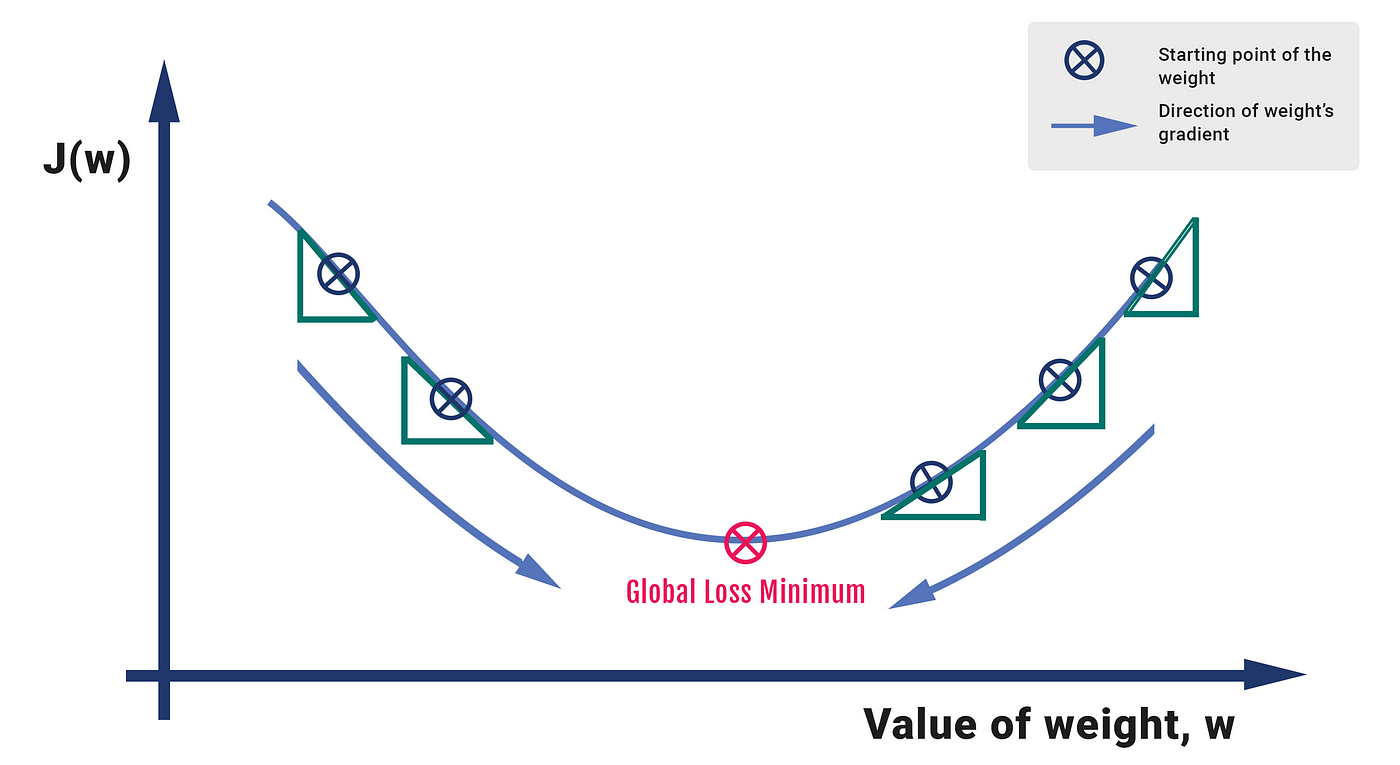 Starting point of the
weight
Direction of weight's
gradient
J(w)
Global Loss Minimum
Value of weight, w